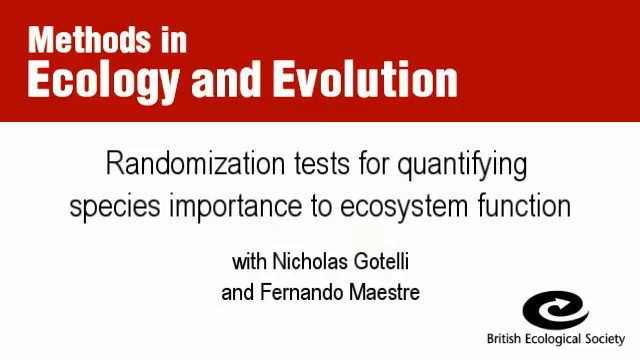 Methods in
Ecology and Evolution
Randomization tests for quantifying
species importance to ecosystem function
with Nicholas Gotelli
and Fernando Maestre
British Ecological Society